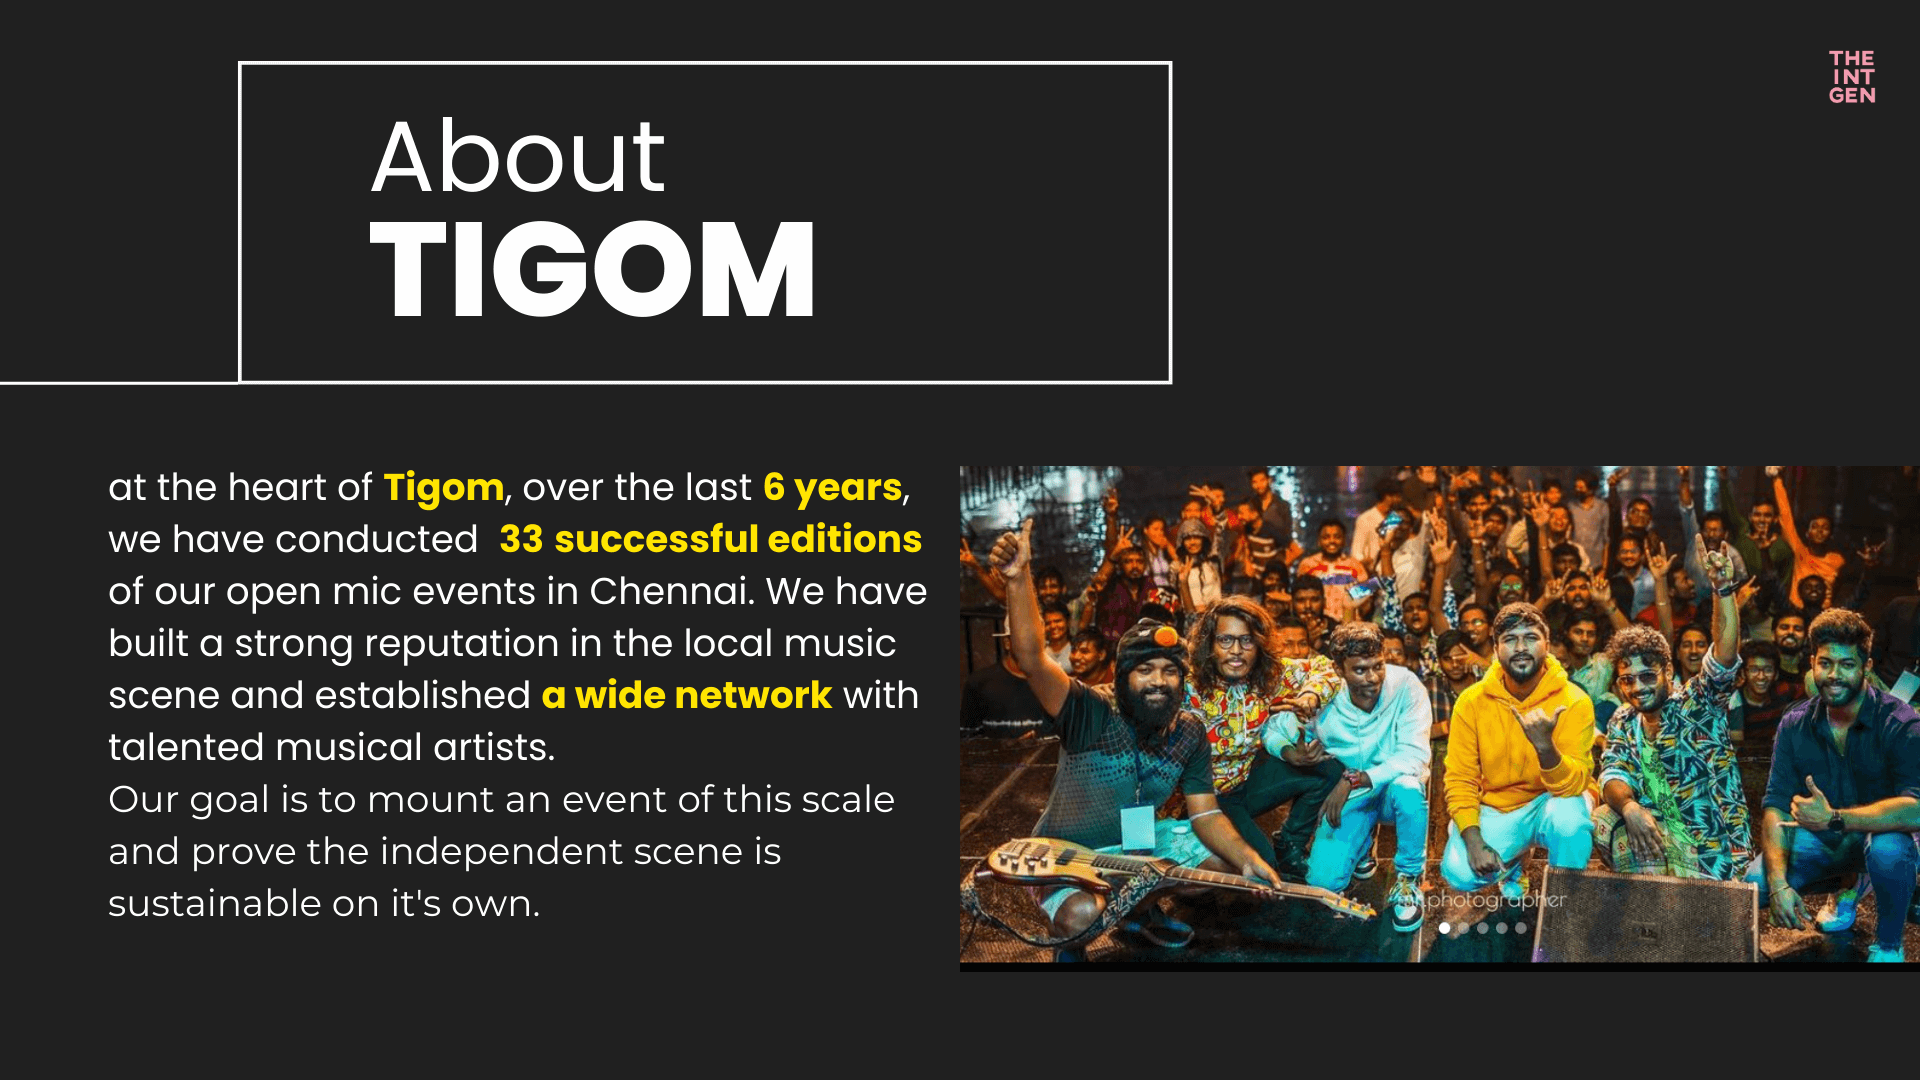 THE
INT
GEN
About
TIGOM
at the heart of Tigom, over the last 6 years,
we have conducted  33 successful editions
of our open mic events in Chennai. We have
built a strong reputation in the local music
scene and established a wide network with
talented musical artists.
Our goal is to mount an event of this scale
and prove the independent scene is
sustainable on it's own.
photographer